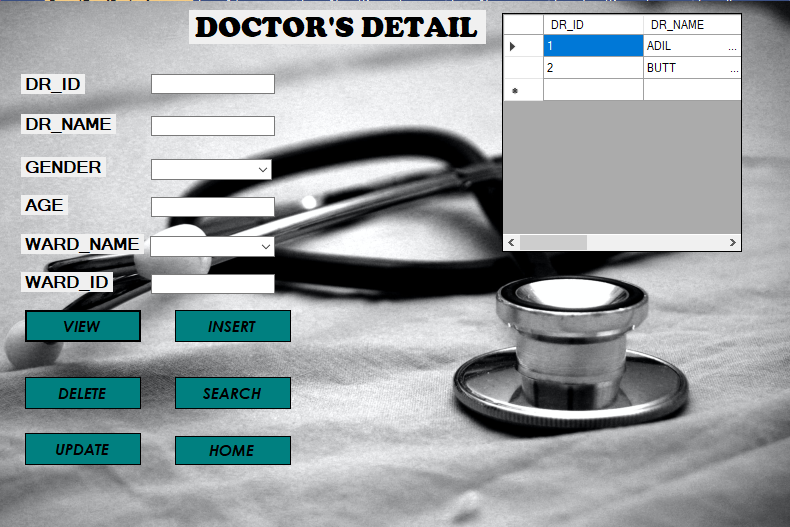 DOCTOR'S DETAIL
DR_ID DR_NAME
1 ADIL ...
2 BUTT ...
DR_ID
DR_NAME
GENDER
AGE
WARD_NAME
WARD_ID
VIEW INSERT
DELETE SEARCH
UPDATE HOME